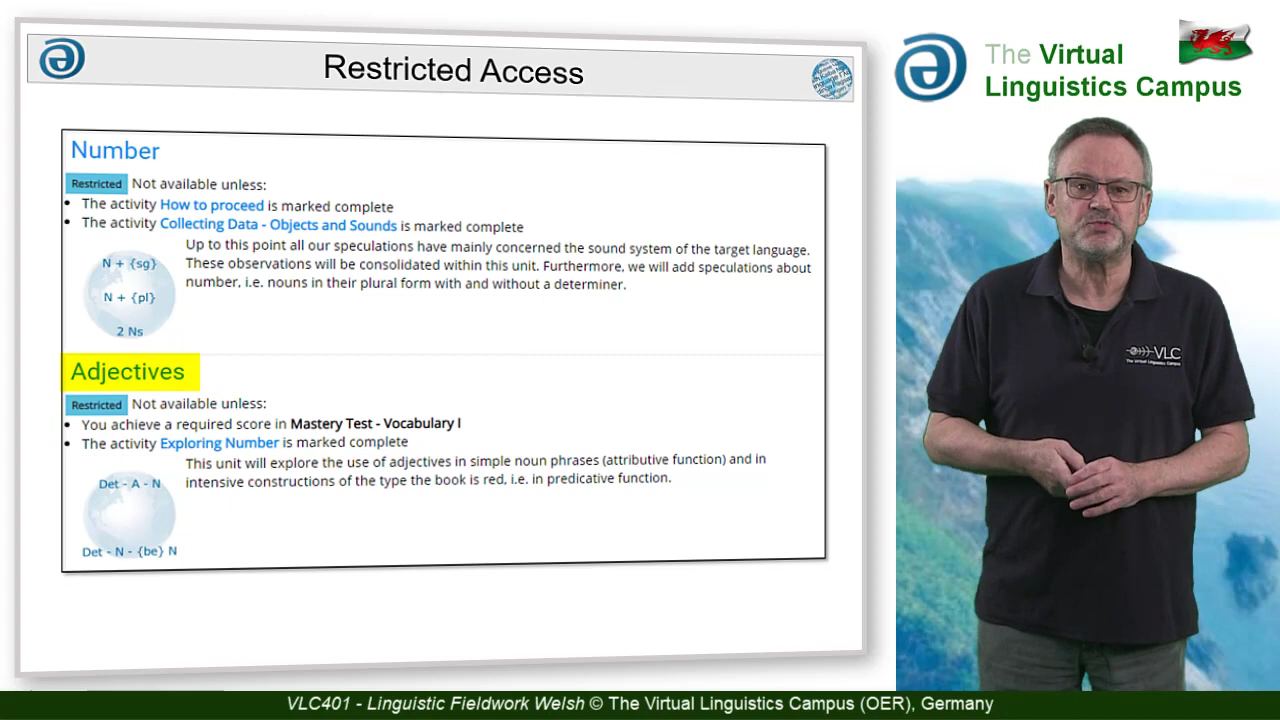 Restricted Access
The Virtual
Linguistics Campus
Number
Restricted Not available unless:
The activity How to proceed is marked complete
The activity Collecting Data - Objects and Sounds is marked complete
Up to this point all our speculations have mainly concerned the sound system of the target language.
These observations will be consolidated within this unit. Furthermore, we will add speculations about
number, i.e. nouns in their plural form with and without a determiner.
N + {sg}
N + {pl}
2 Ns
Adjectives
Restricted Not available unless:
You achieve a required score in Mastery Test - Vocabulary I
The activity Exploring Number is marked complete
This unit will explore the use of adjectives in simple noun phrases (attributive function) and in
intensive constructions of the type the book is red, i.e. in predicative function.
Det - A - N
Det - N - {be} N
VLC
The Virtual Linguistics Campus
VLC401 - Linguistic Fieldwork Welsh © The Virtual Linguistics Campus (OER), Germany